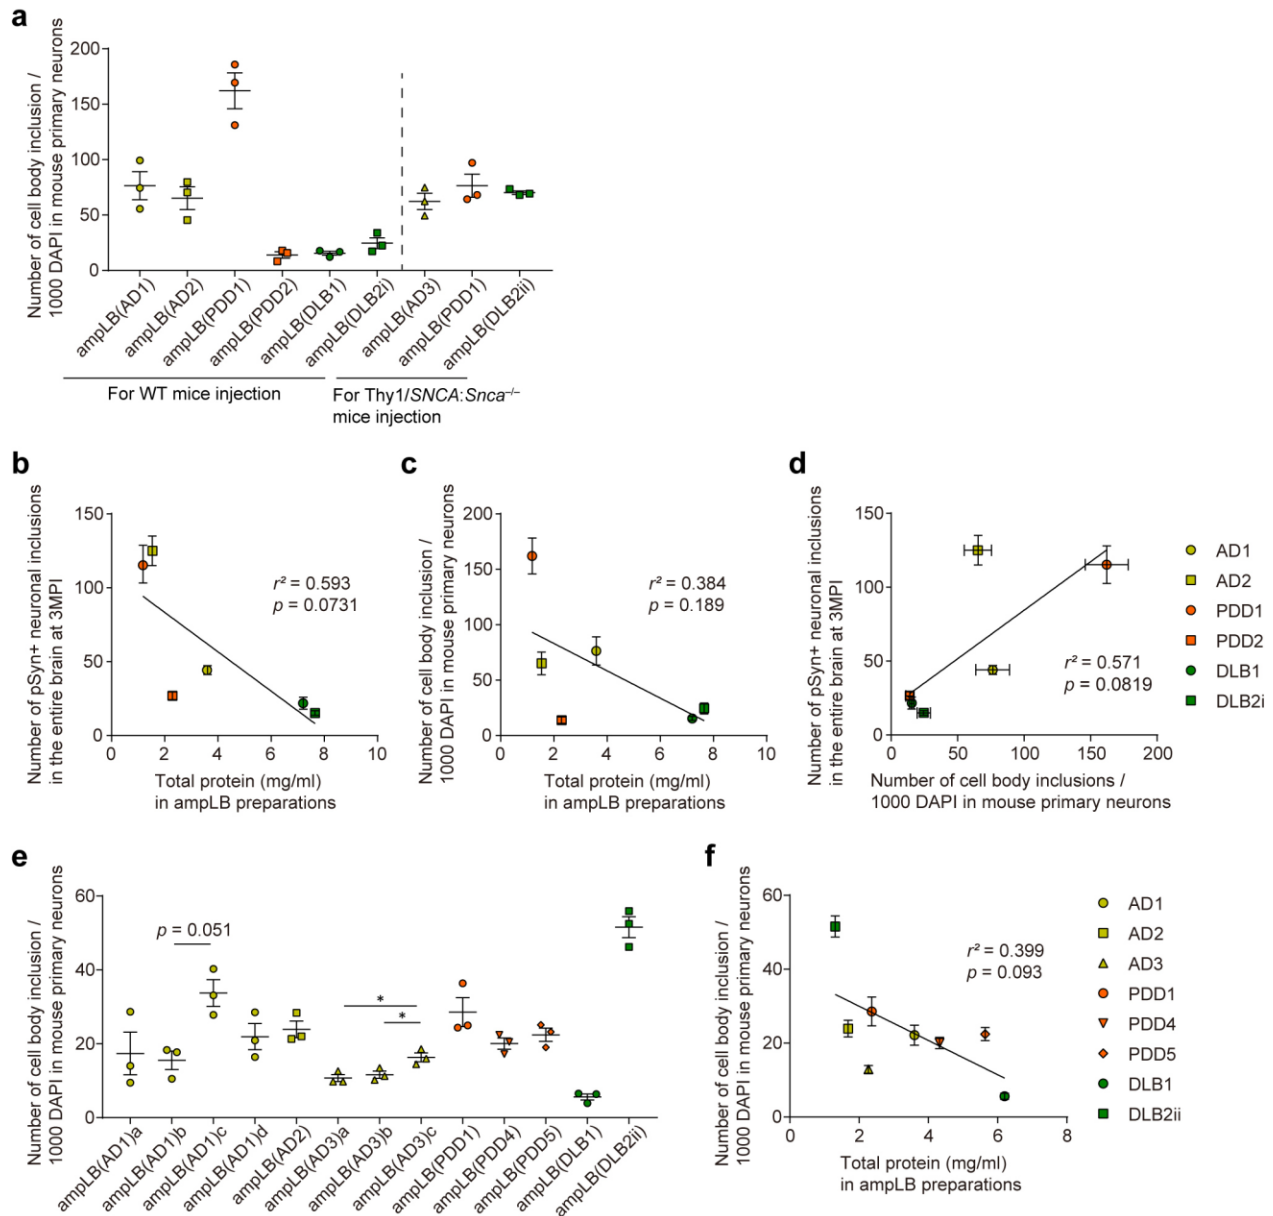 a
Number of cell body inclusion /
1000 DAPI in mouse primary neurons
200
150
100
50
0
ampLB(AD1)
ampLB(AD2)
ampLB(PDD1)
ampLB(PDD2)
ampLB(DLB1)
ampLB(DLB2i)
ampLB(AD3)
ampLB(PDD1)
ampLB(DLB2ii)
For WT mice injection
For Thy1/SNCA:Snca–/–
mice injection
b
Number of pSyn+ neuronal inclusions
in the entire brain at 3MPI
150
100
50
0
r² = 0.593
p = 0.0731
0 2 4 6 8 10
Total protein (mg/ml)
in ampLB preparations
c
Number of cell body inclusion /
1000 DAPI in mouse primary neurons
200
150
100
50
0
r² = 0.384
p = 0.189
0 2 4 6 8 10
Total protein (mg/ml)
in ampLB preparations
d
Number of pSyn+ neuronal inclusions
in the entire brain at 3MPI
150
100
50
0
r² = 0.571
p = 0.0819
0 50 100 150 200
Number of cell body inclusions /
1000 DAPI in mouse primary neurons
AD1
AD2
PDD1
PDD2
DLB1
DLB2i
e
Number of cell body inclusion /
1000 DAPI in mouse primary neurons
60
40
20
0
p = 0.051
*
*
ampLB(AD1)a
ampLB(AD1)b
ampLB(AD1)c
ampLB(AD1)d
ampLB(AD2)
ampLB(AD3)a
ampLB(AD3)b
ampLB(AD3)c
ampLB(PDD1)
ampLB(PDD4)
ampLB(PDD5)
ampLB(DLB1)
ampLB(DLB2ii)
f
Number of cell body inclusion /
1000 DAPI in mouse primary neurons
60
40
20
0
r² = 0.399
p = 0.093
0 2 4 6 8
Total protein (mg/ml)
in ampLB preparations
AD1
AD2
AD3
PDD1
PDD4
PDD5
DLB1
DLB2ii